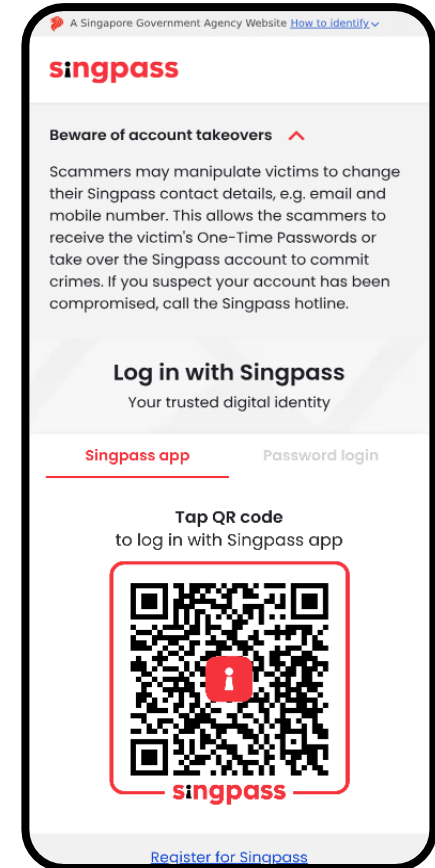 A Singapore Government Agency Website How to identify
singpass
Beware of account takeovers
Scammers may manipulate victims to change
their Singpass contact details, e.g. email and
mobile number. This allows the scammers to
receive the victim's One-Time Passwords or
take over the Singpass account to commit
crimes. If you suspect your account has been
compromised, call the Singpass hotline.
Log in with Singpass
Your trusted digital identity
Singpass app Password login
Tap QR code
to log in with Singpass app
singpass
Register for Singpass